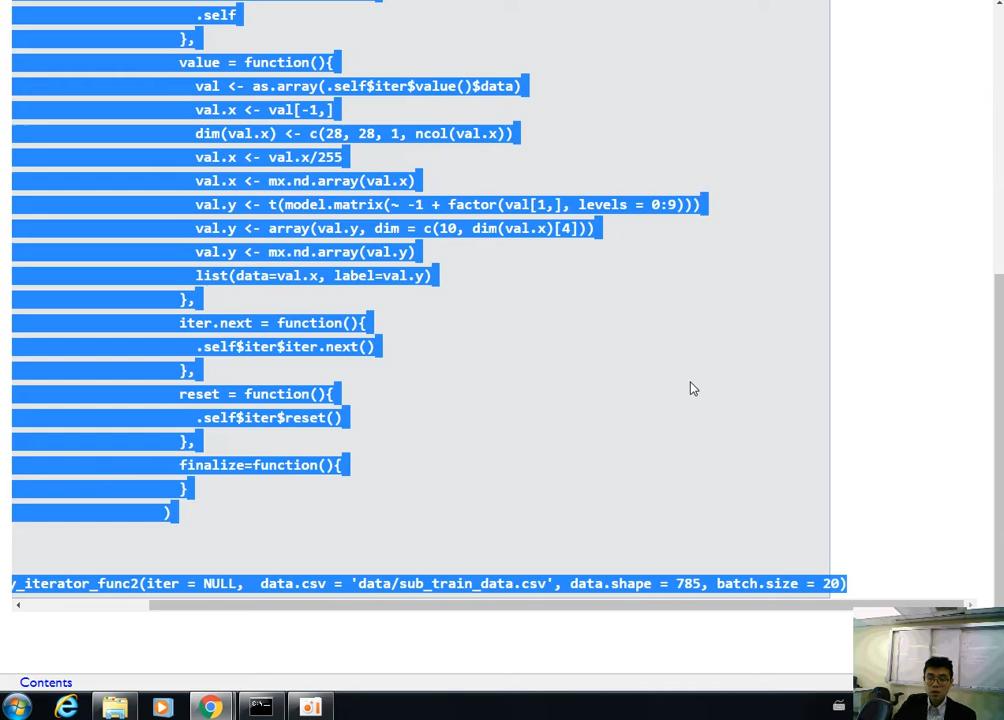 .self
},
value = function(){
val <- as.array(.self$iter$value()$data)
val.x <- val[-1,]
dim(val.x) <- c(28, 28, 1, ncol(val.x))
val.x <- val.x/255
val.x <- mx.nd.array(val.x)
val.y <- t(model.matrix(~ -1 + factor(val[1,], levels = 0:9)))
val.y <- array(val.y, dim = c(10, dim(val.x)[4]))
val.y <- mx.nd.array(val.y)
list(data=val.x, label=val.y)
},
iter.next = function(){
.self$iter$iter.next()
},
reset = function(){
.self$iter$reset()
},
finalize=function(){
}
)
y_iterator_func2(iter = NULL,  data.csv = 'data/sub_train_data.csv', data.shape = 785, batch.size = 20)
Contents